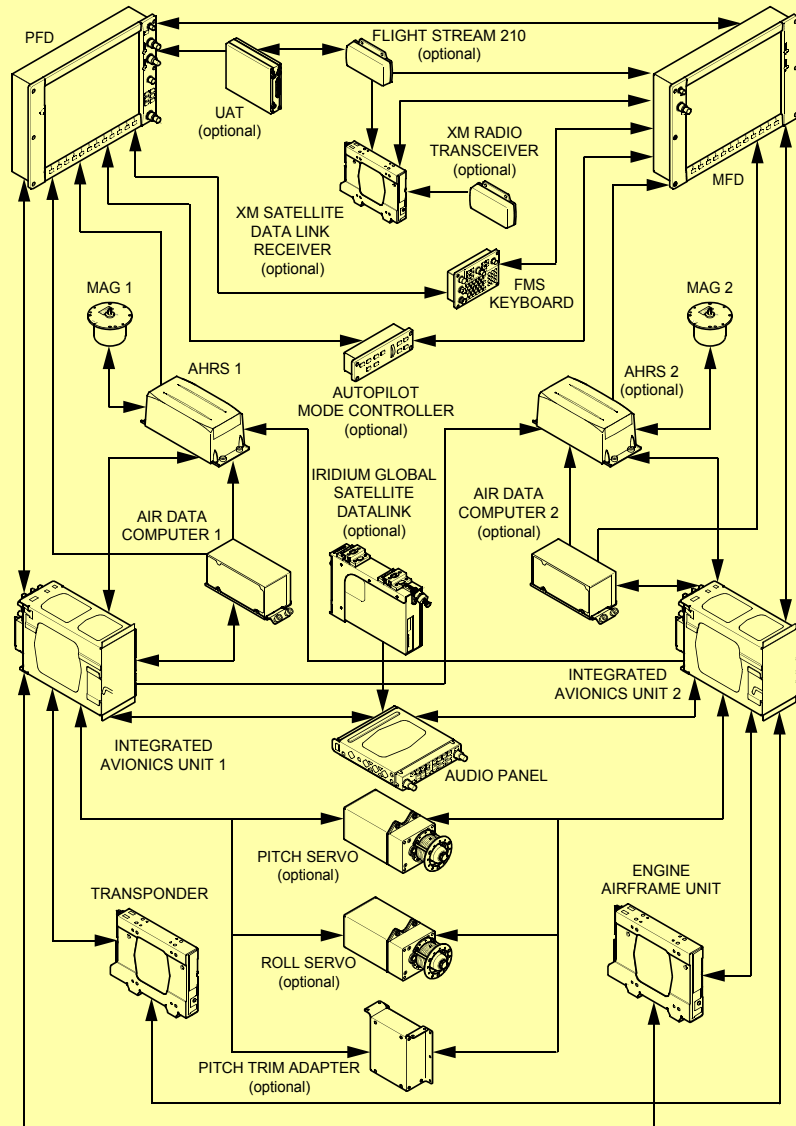 PFD
FLIGHT STREAM 210
(optional)
UAT
(optional)
XM RADIO
TRANSCEIVER
(optional)
MFD
XM SATELLITE
DATA LINK
RECEIVER
(optional)
FMS
KEYBOARD
MAG 1
MAG 2
AHRS 1
AHRS 2
(optional)
AUTOPILOT
MODE CONTROLLER
(optional)
IRIDIUM GLOBAL
SATELLITE
DATALINK
(optional)
AIR DATA
COMPUTER 1
AIR DATA
COMPUTER 2
(optional)
INTEGRATED
AVIONICS UNIT 2
INTEGRATED
AVIONICS UNIT 1
AUDIO PANEL
PITCH SERVO
(optional)
ENGINE
AIRFRAME UNIT
TRANSPONDER
ROLL SERVO
(optional)
PITCH TRIM ADAPTER
(optional)